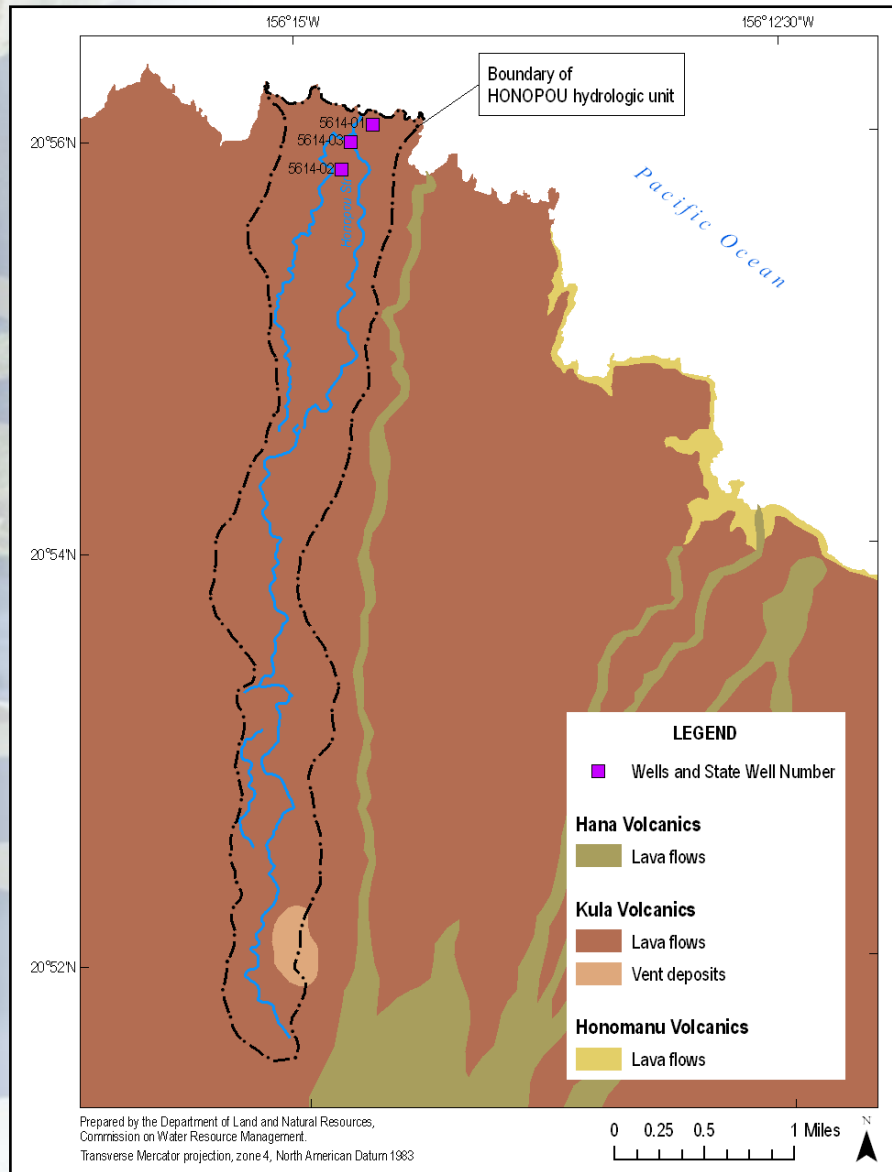 156°15'W
156°12'30"W
Boundary of
HONOPOU hydrologic unit
5614-01
20°56'N
5614-03
5614-02
Honopou St
Pacific Ocean
20°54'N
LEGEND
Wells and State Well Number
Hana Volcanics
Lava flows
Kula Volcanics
Lava flows
20°52'N
Vent deposits
Honomanu Volcanics
Lava flows
Prepared by the Department of Land and Natural Resources,
Commission on Water Resource Management.
Transverse Mercator projection, zone 4, North American Datum 1983
0 0.25 0.5 1 Miles
N